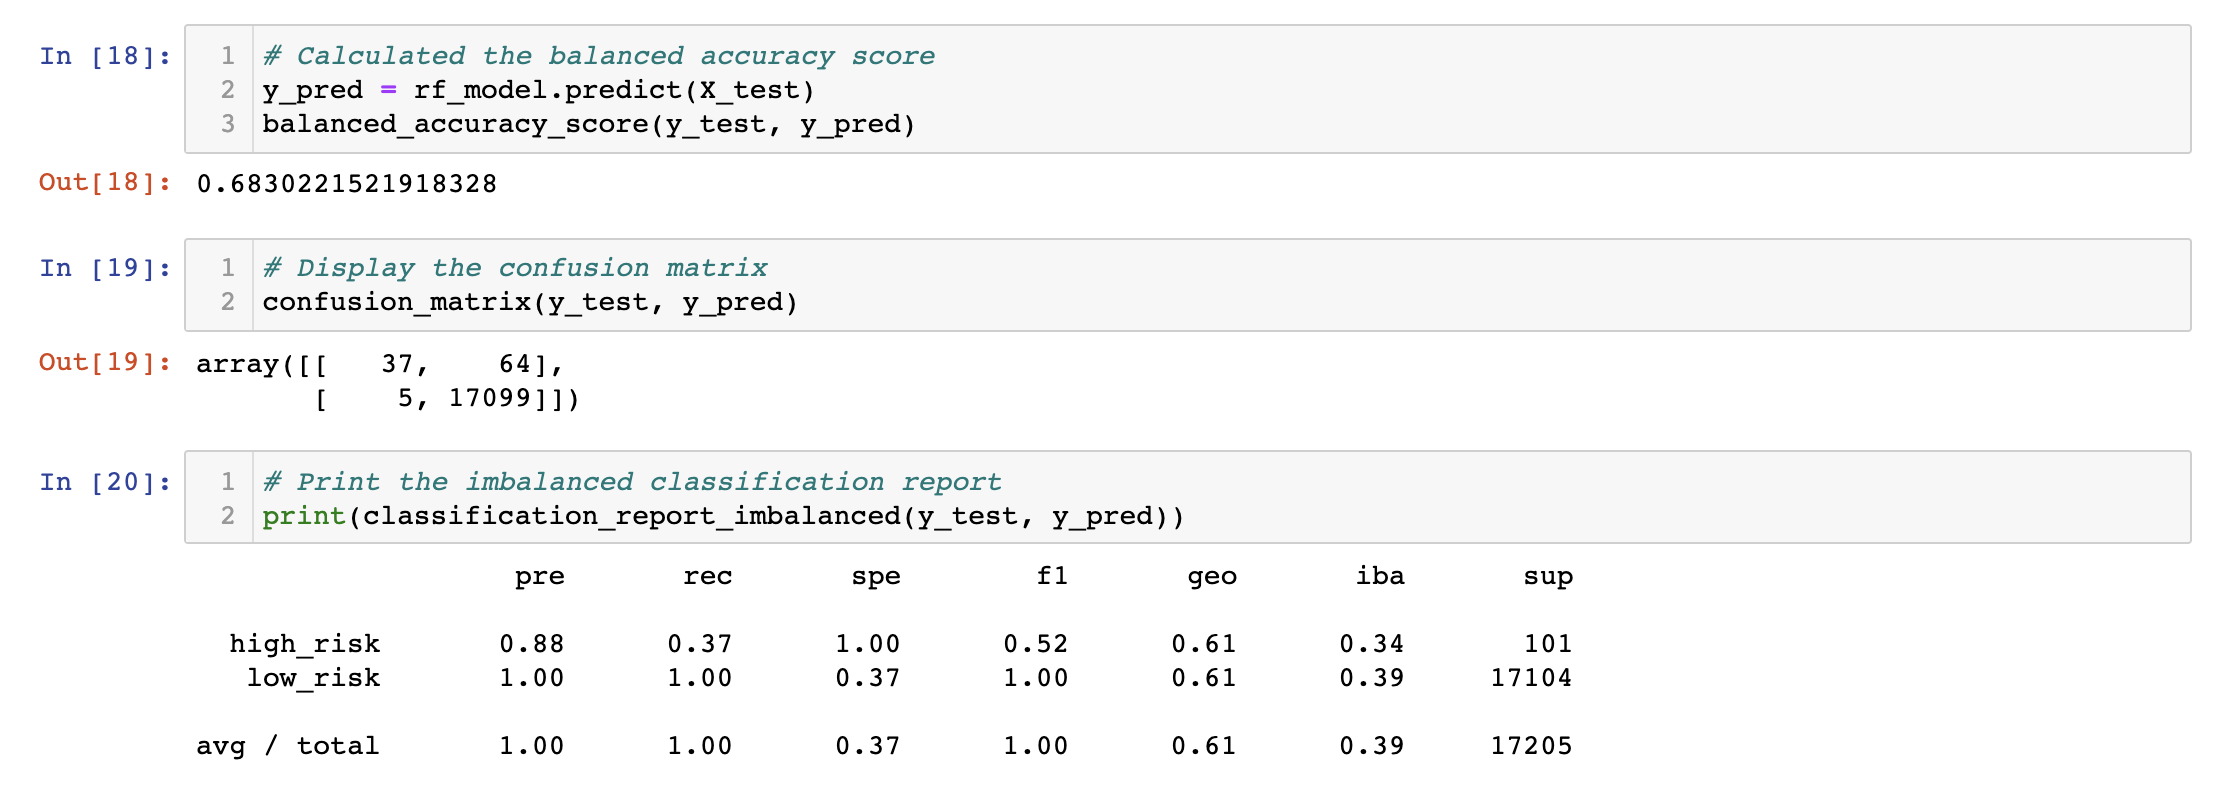 In [18]:
1 # Calculated the balanced accuracy score
2 y_pred = rf_model.predict(X_test)
3 balanced_accuracy_score(y_test, y_pred)
Out[18]: 0.6830221521918328
In [19]:
1 # Display the confusion matrix
2 confusion_matrix(y_test, y_pred)
Out[19]: array([[   37,    64],
       [    5, 17099]])
In [20]:
1 # Print the imbalanced classification report
2 print(classification_report_imbalanced(y_test, y_pred))
pre rec spe f1 geo iba sup
high_risk 0.88 0.37 1.00 0.52 0.61 0.34 101
low_risk 1.00 1.00 0.37 1.00 0.61 0.39 17104
avg / total 1.00 1.00 0.37 1.00 0.61 0.39 17205